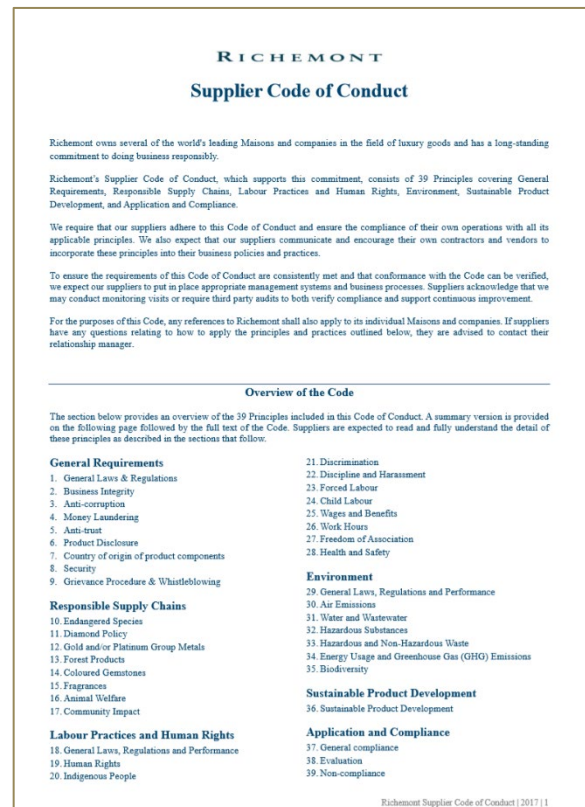 RICHEMONT
Supplier Code of Conduct
Richemont owns several of the world's leading Maisons and companies in the field of luxury goods and has a long-standing
commitment to doing business responsibly.
Richemont's Supplier Code of Conduct, which supports this commitment, consists of 39 Principles covering General
Requirements, Responsible Supply Chains, Labour Practices and Human Rights, Environment, Sustainable Product
Development, and Application and Compliance.
We require that our suppliers adhere to this Code of Conduct and ensure the compliance of their own operations with all its
applicable principles. We also expect that our suppliers communicate and encourage their own contractors and vendors to
incorporate these principles into their business policies and practices.
To ensure the requirements of this Code of Conduct are consistently met and that conformance with the Code can be verified,
we expect our suppliers to put in place appropriate management systems and business processes. Suppliers acknowledge that we
may conduct monitoring visits or require third party audits to both verify compliance and support continuous improvement.
For the purposes of this Code, any references to Richemont shall also apply to its individual Maisons and companies. If suppliers
have any questions relating to how to apply the principles and practices outlined below, they are advised to contact their
relationship manager.
Overview of the Code
The section below provides an overview of the 39 Principles included in this Code of Conduct. A summary version is provided
on the following page followed by the full text of the Code. Suppliers are expected to read and fully understand the detail of
these principles as described in the sections that follow.
General Requirements
1. General Laws & Regulations
2. Business Integrity
3. Anti-corruption
4. Money Laundering
5. Anti-trust
6. Product Disclosure
7. Country of origin of product components
8. Security
9. Grievance Procedure & Whistleblowing
Responsible Supply Chains
10. Endangered Species
11. Diamond Policy
12. Gold and/or Platinum Group Metals
13. Forest Products
14. Coloured Gemstones
15. Fragrances
16. Animal Welfare
17. Community Impact
Labour Practices and Human Rights
18. General Laws, Regulations and Performance
19. Human Rights
20. Indigenous People
21. Discrimination
22. Discipline and Harassment
23. Forced Labour
24. Child Labour
25. Wages and Benefits
26. Work Hours
27. Freedom of Association
28. Health and Safety
Environment
29. General Laws, Regulations and Performance
30. Air Emissions
31. Water and Wastewater
32. Hazardous Substances
33. Hazardous and Non-Hazardous Waste
34. Energy Usage and Greenhouse Gas (GHG) Emissions
35. Biodiversity
Sustainable Product Development
36. Sustainable Product Development
Application and Compliance
37. General compliance
38. Evaluation
39. Non-compliance
Richemont Supplier Code of Conduct | 2017 | 1